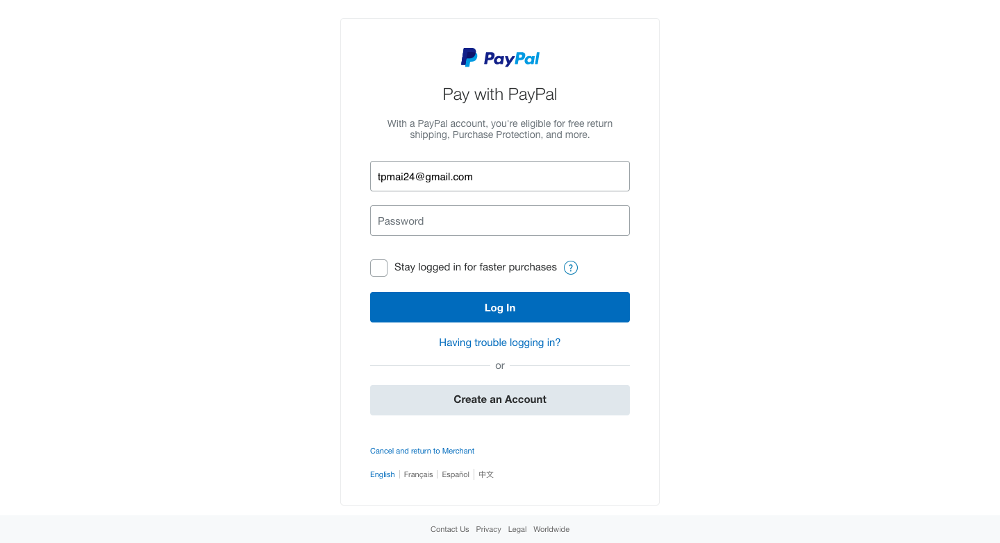 PayPal
Pay with PayPal
With a PayPal account, you're eligible for free return
shipping, Purchase Protection, and more.
tpmai24@gmail.com
Password
Stay logged in for faster purchases ?
Log In
Having trouble logging in?
or
Create an Account
Cancel and return to Merchant
English Français Español 中文
Contact Us Privacy Legal Worldwide